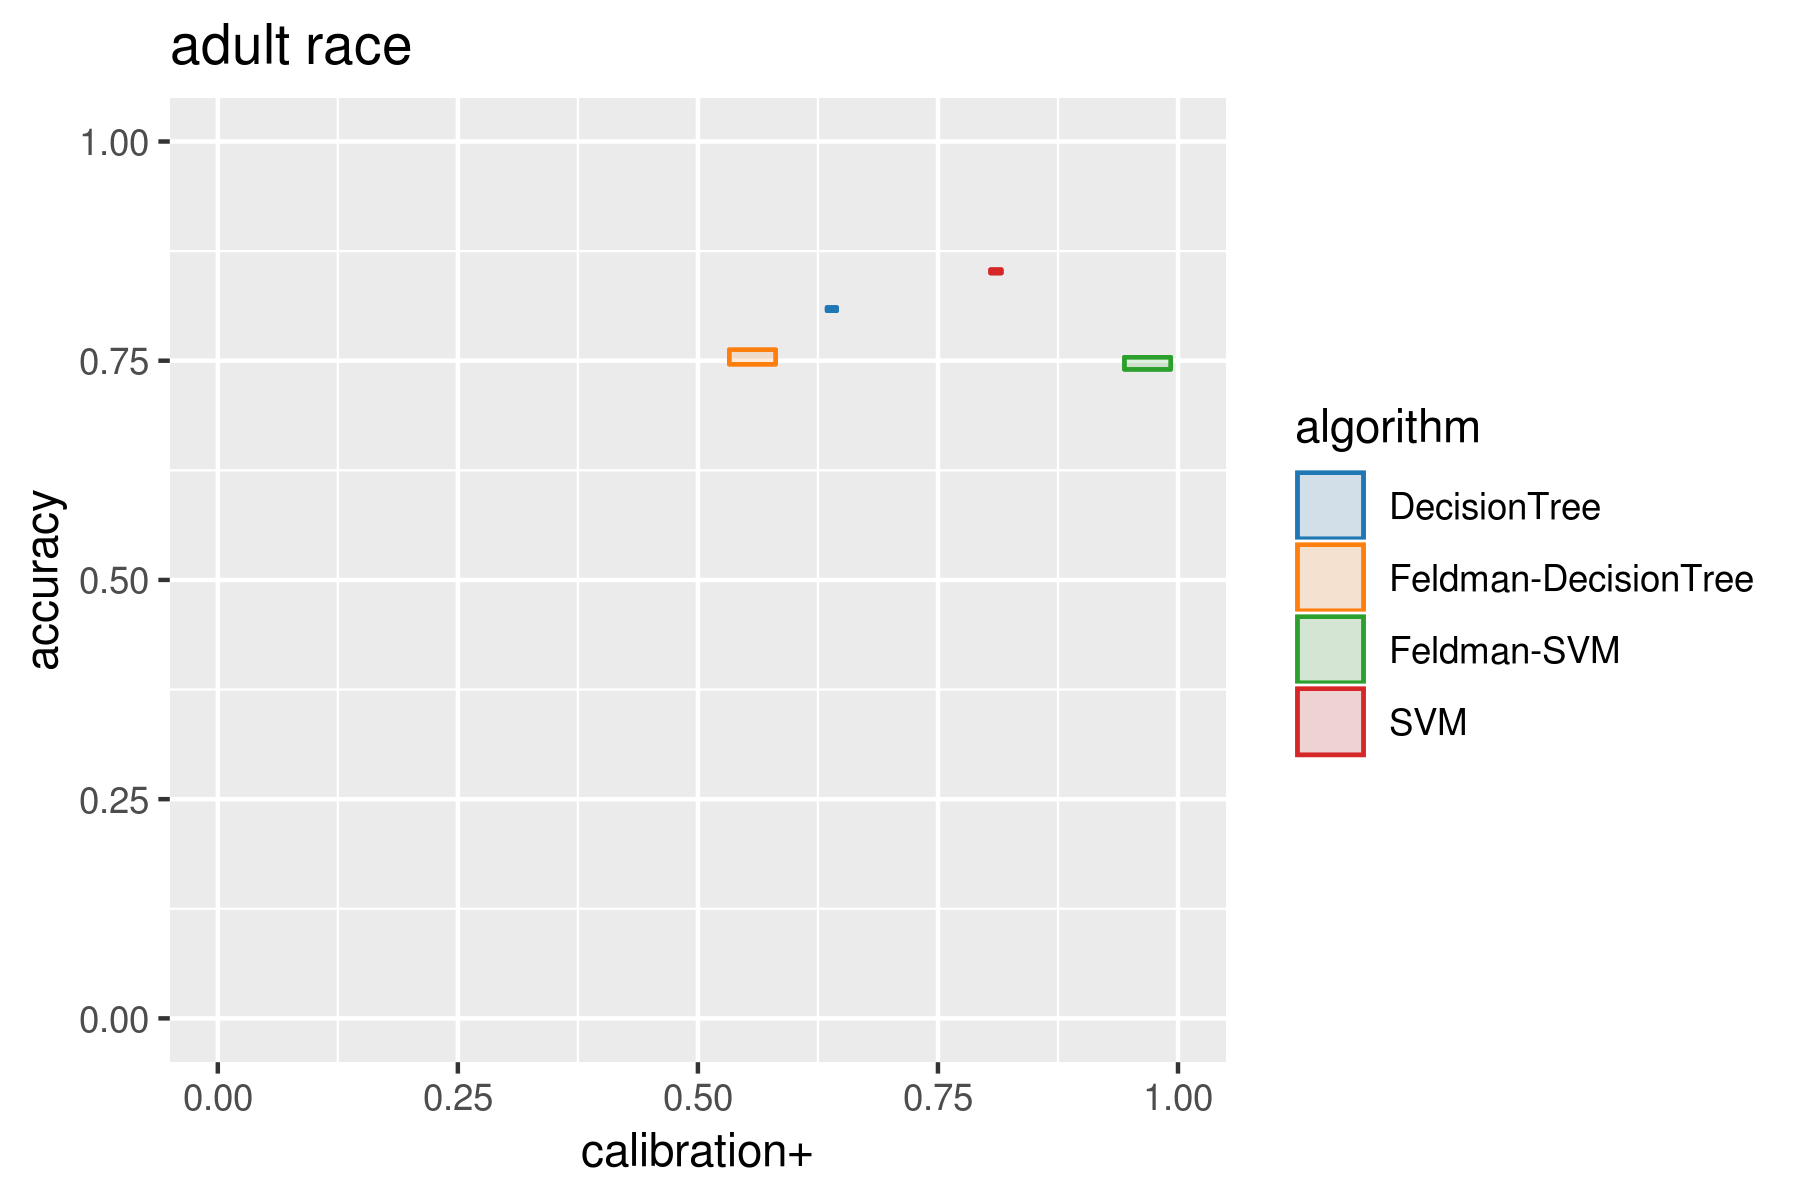 adult race
1.00
0.75
0.50
0.25
0.00
accuracy
0.00 0.25 0.50 0.75 1.00
calibration+
algorithm
DecisionTree
Feldman-DecisionTree
Feldman-SVM
SVM